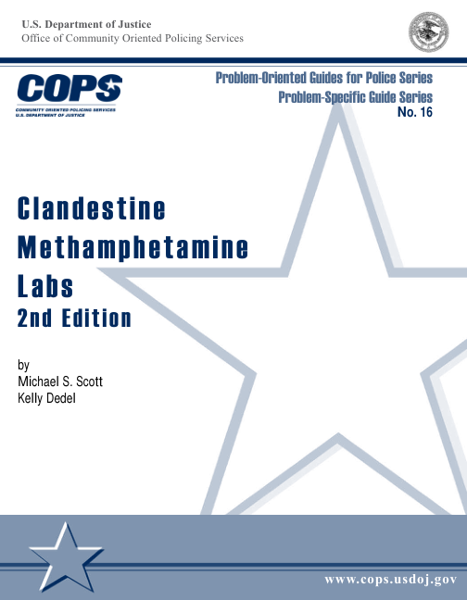 U.S. Department of Justice
Office of Community Oriented Policing Services
COPS
COMMUNITY ORIENTED POLICING SERVICES
U.S. DEPARTMENT OF JUSTICE
Problem-Oriented Guides for Police Series
Problem-Specific Guide Series
No. 16
Clandestine
Methamphetamine
Labs
2nd Edition
by
Michael S. Scott
Kelly Dedel
www.cops.usdoj.gov